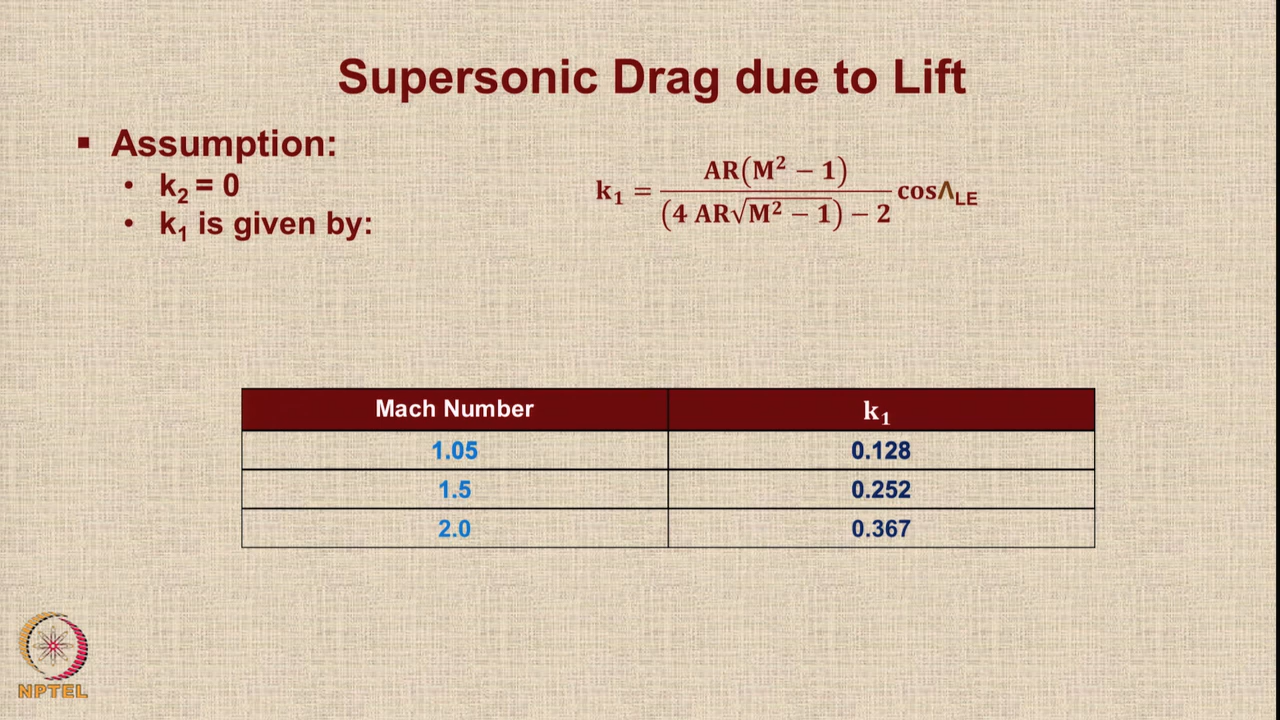 Supersonic Drag due to Lift
▪ Assumption:
• k₂ = 0
• k₁ is given by:
k₁ = AR(M² − 1) / ((4 AR√(M² − 1)) − 2) cosΛ_LE
Mach Number k₁
1.05 0.128
1.5 0.252
2.0 0.367
NPTEL